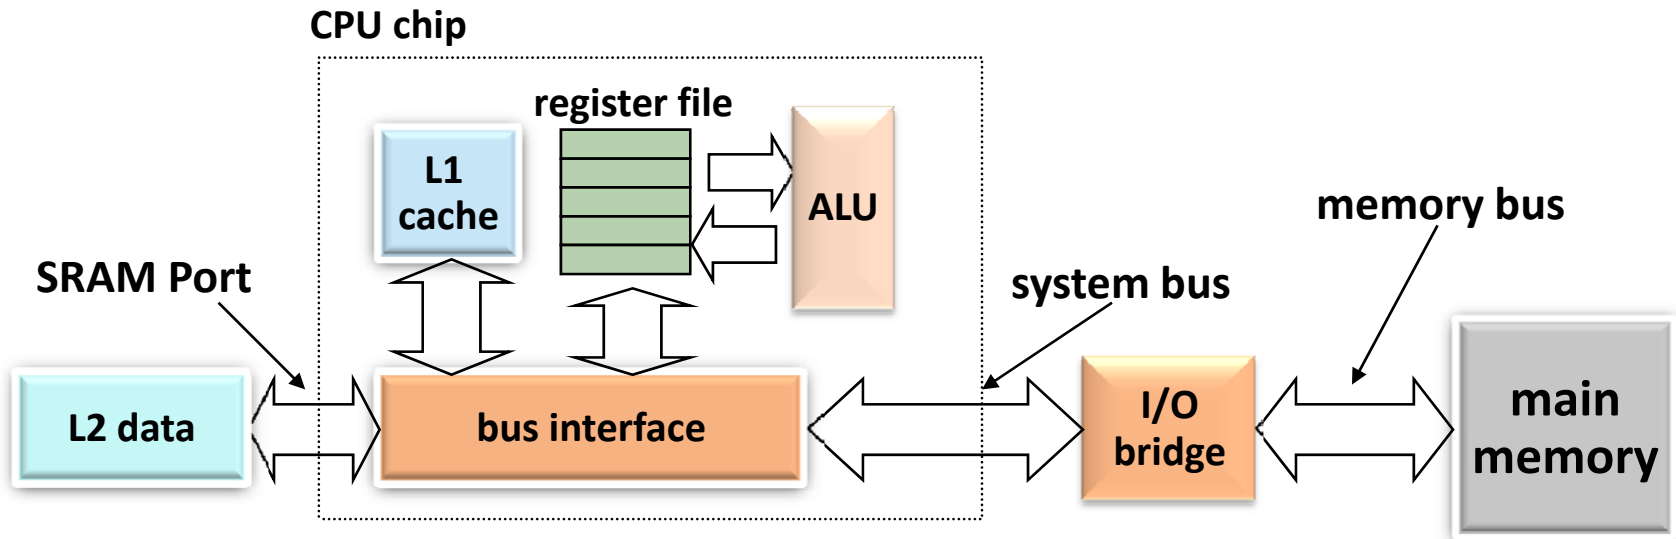 CPU chip
register file
L1
cache
ALU
memory bus
SRAM Port
system bus
L2 data
bus interface
I/O
bridge
main
memory